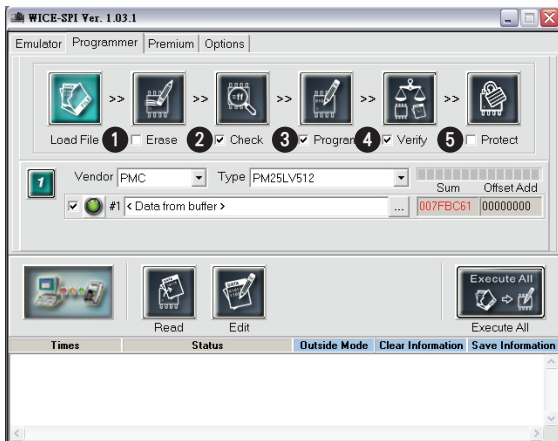 WICE-SPI Ver. 1.03.1
Emulator Programmer Premium Options
>> >> >> >> >>
Load File 1 Erase 2 Check 3 Program 4 Verify 5 Protect
1 Vendor PMC Type PM25LV512
Sum Offset Add
#1 < Data from buffer > ... 007FBC61 00000000
Execute All
Read Edit Execute All
Times Status Outside Mode Clear Information Save Information